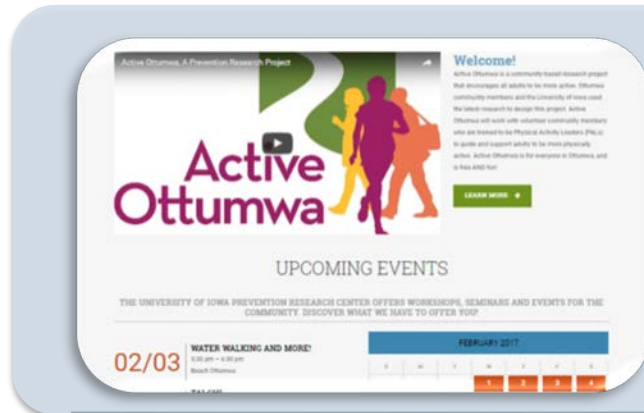 Active Ottumwa, A Prevention Research Project
Active
Ottumwa
Welcome!
Active Ottumwa is a community-based research project
that encourages all adults to be more active. Ottumwa
community members and the University of Iowa used
the latest research to design this project. Active
Ottumwa will work with volunteer community members
who are trained to be Physical Activity Leaders (PALs)
to guide and support adults to be more physically
active. Active Ottumwa is for everyone in Ottumwa, and
is free AND fun!
LEARN MORE
UPCOMING EVENTS
THE UNIVERSITY OF IOWA PREVENTION RESEARCH CENTER OFFERS WORKSHOPS, SEMINARS AND EVENTS FOR THE
COMMUNITY. DISCOVER WHAT WE HAVE TO OFFER YOU!
02/03
WATER WALKING AND MORE!
5:30 pm – 6:30 pm
Beach Ottumwa
FEBRUARY 2017
S M T W T F S
1 2 3 4